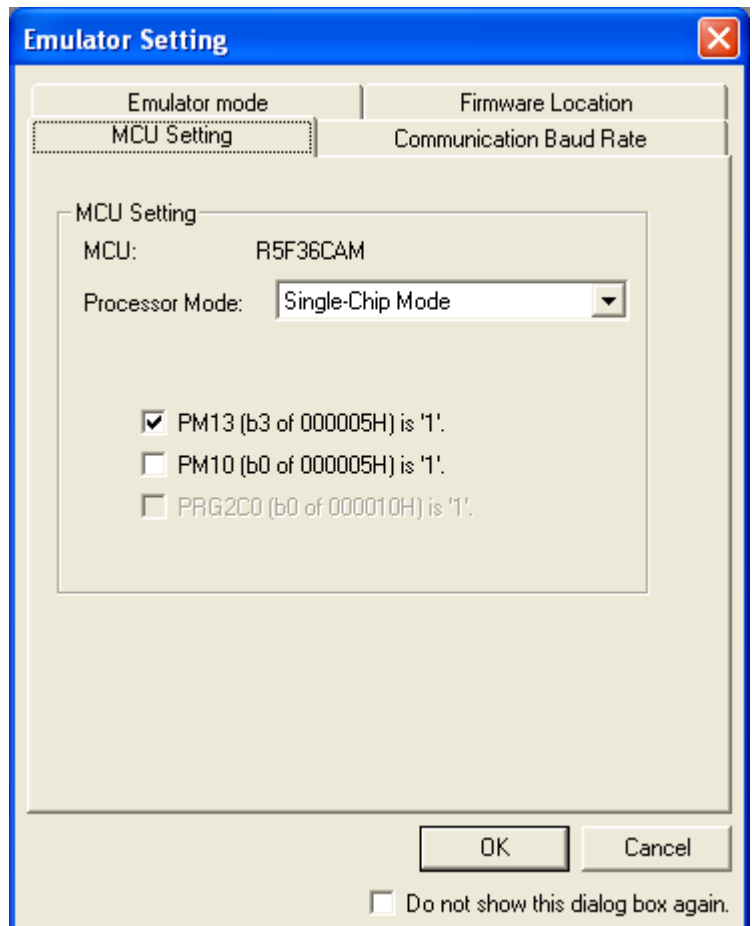 Emulator Setting
Emulator mode
Firmware Location
MCU Setting
Communication Baud Rate
MCU Setting
MCU: R5F36CAM
Processor Mode: Single-Chip Mode
PM13 (b3 of 000005H) is '1'.
PM10 (b0 of 000005H) is '1'.
PRG2C0 (b0 of 000010H) is '1'.
OK
Cancel
Do not show this dialog box again.